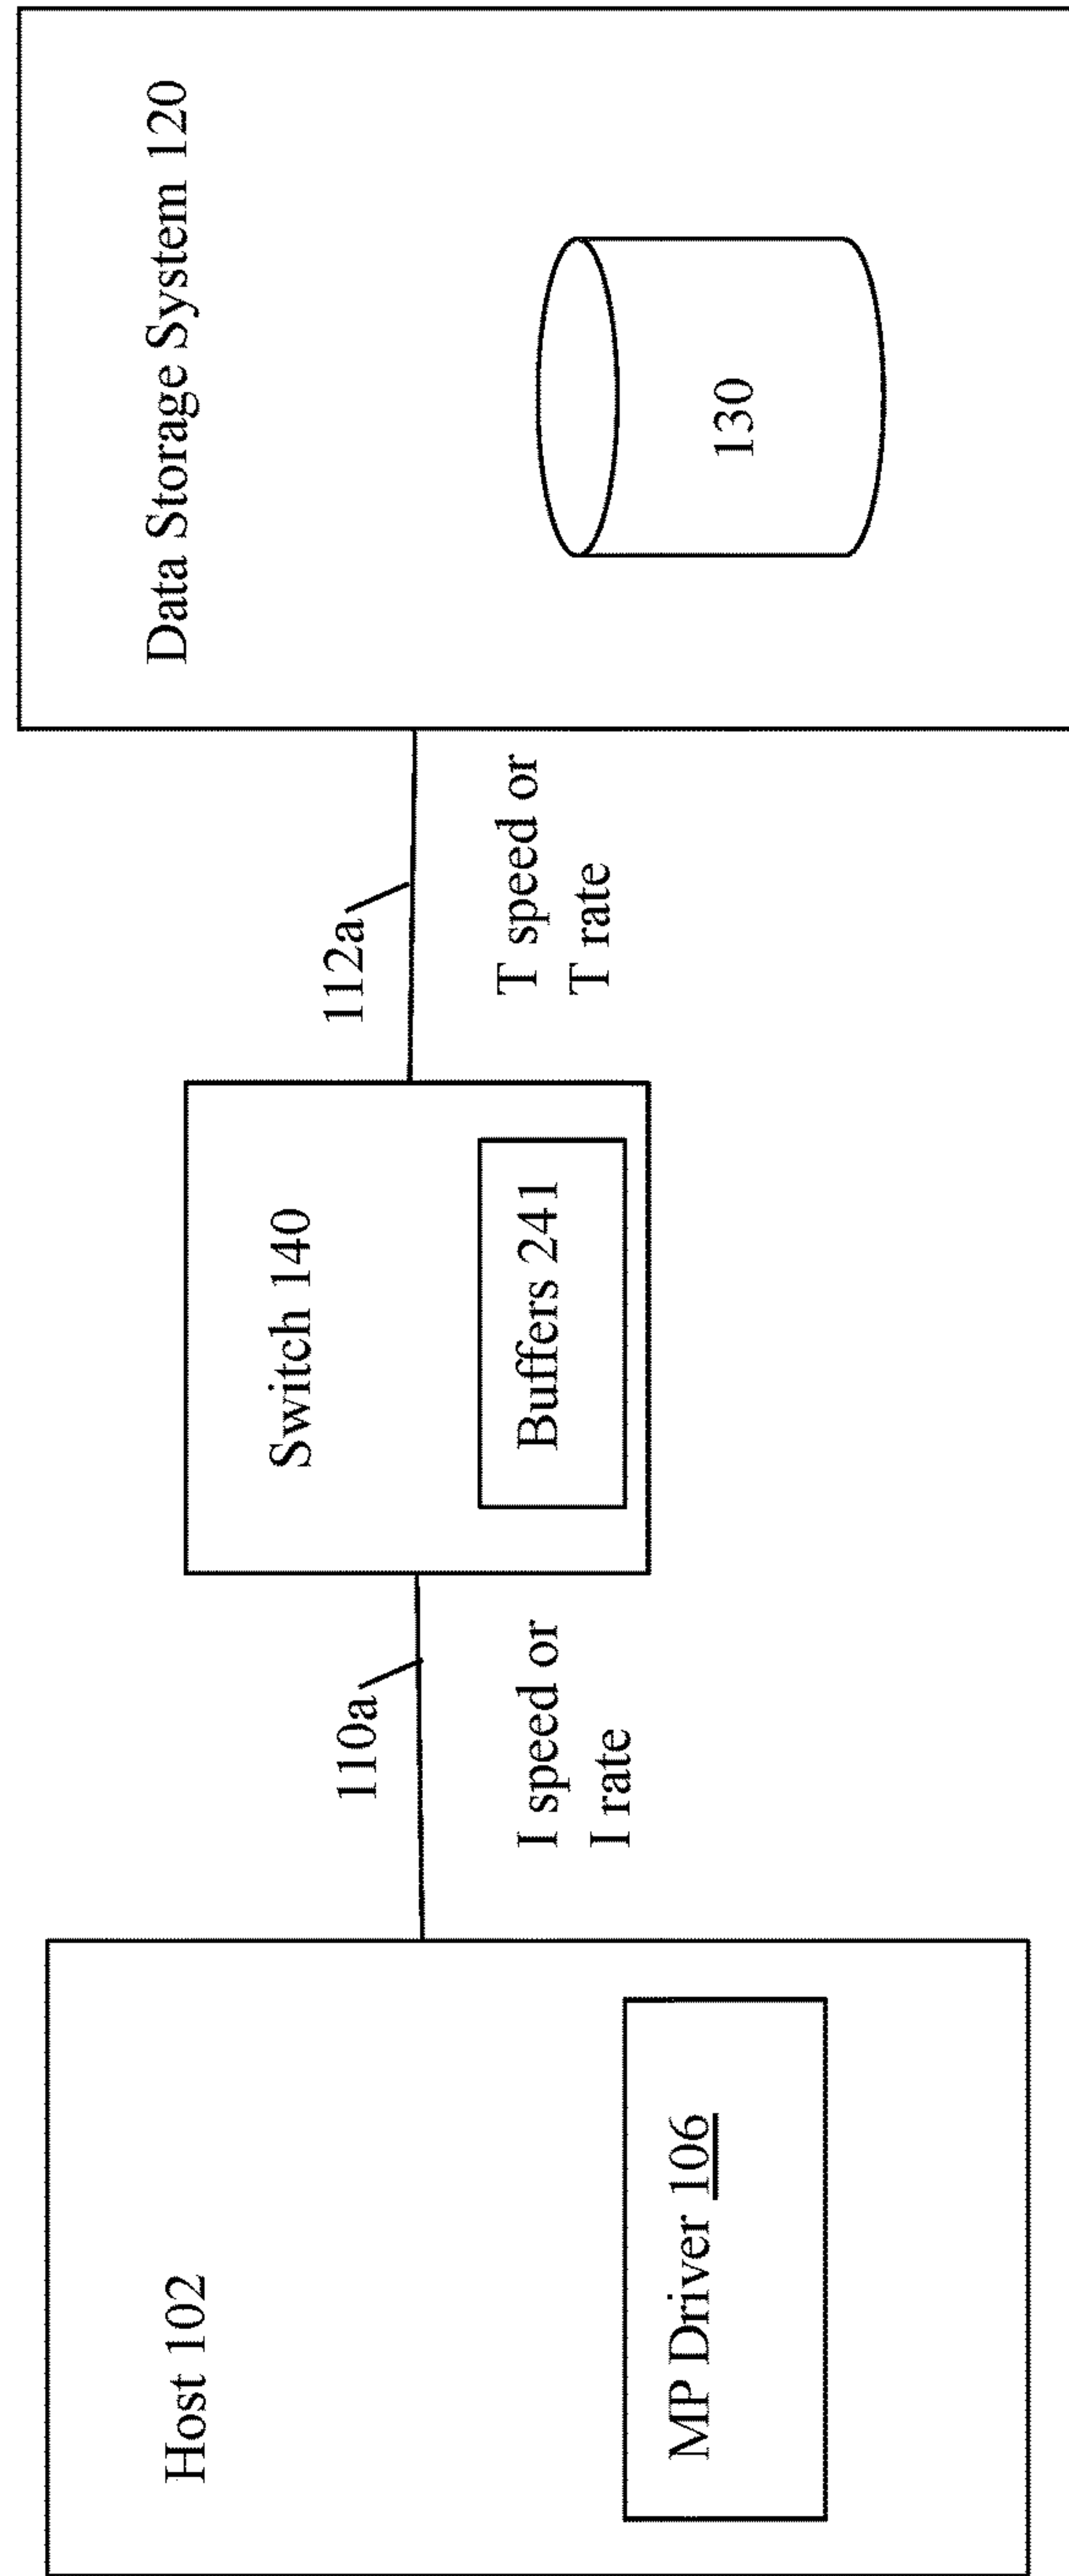 Host 102
MP Driver 106
110a
I speed or
I rate
Switch 140
Buffers 241
112a
T speed or
T rate
Data Storage System 120
130